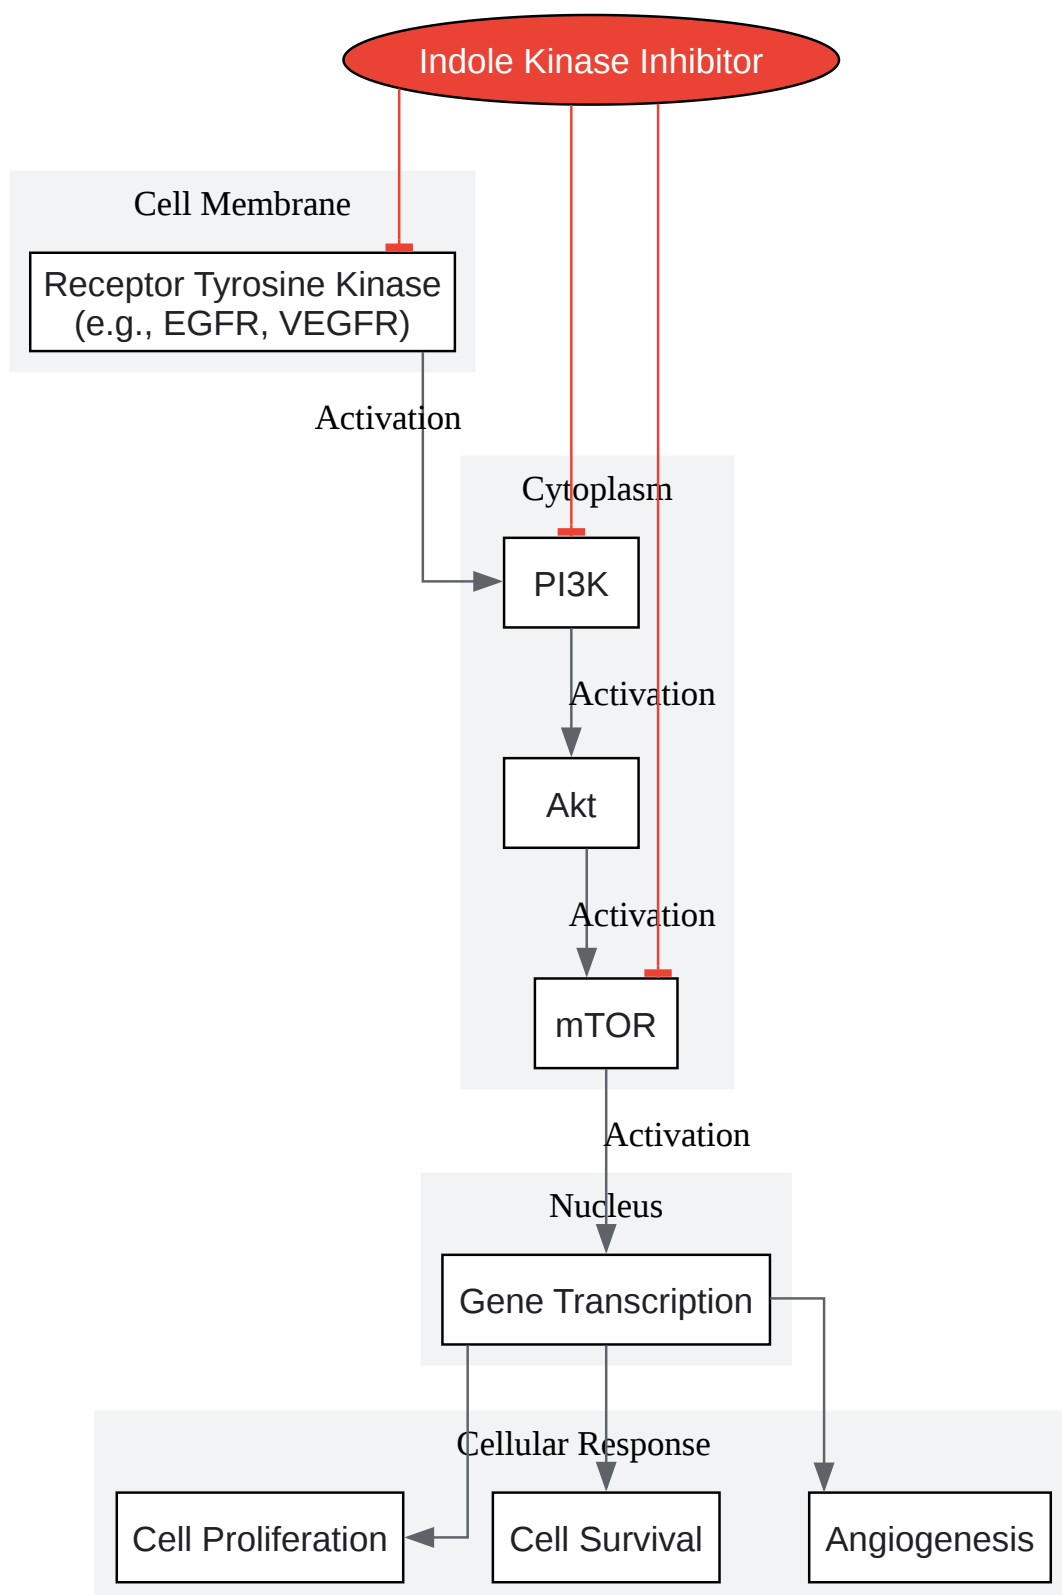 Indole Kinase Inhibitor
Cell Membrane
Receptor Tyrosine Kinase
(e.g., EGFR, VEGFR)
Activation
Cytoplasm
PI3K
Activation
Akt
Activation
mTOR
Activation
Nucleus
Gene Transcription
Cellular Response
Cell Proliferation
Cell Survival
Angiogenesis